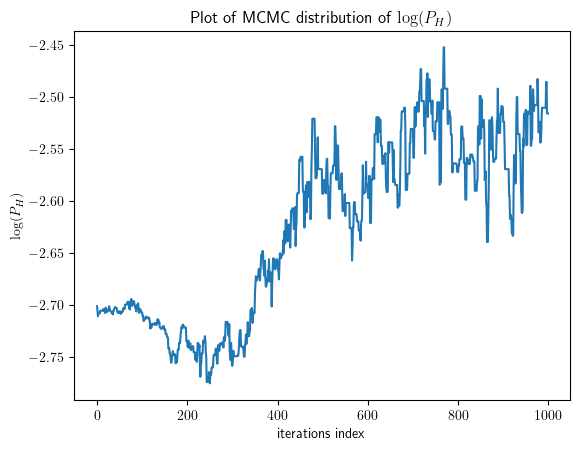 Plot of MCMC distribution of log(P_H)
log(P_H)
−2.45
−2.50
−2.55
−2.60
−2.65
−2.70
−2.75
0 200 400 600 800 1000
iterations index